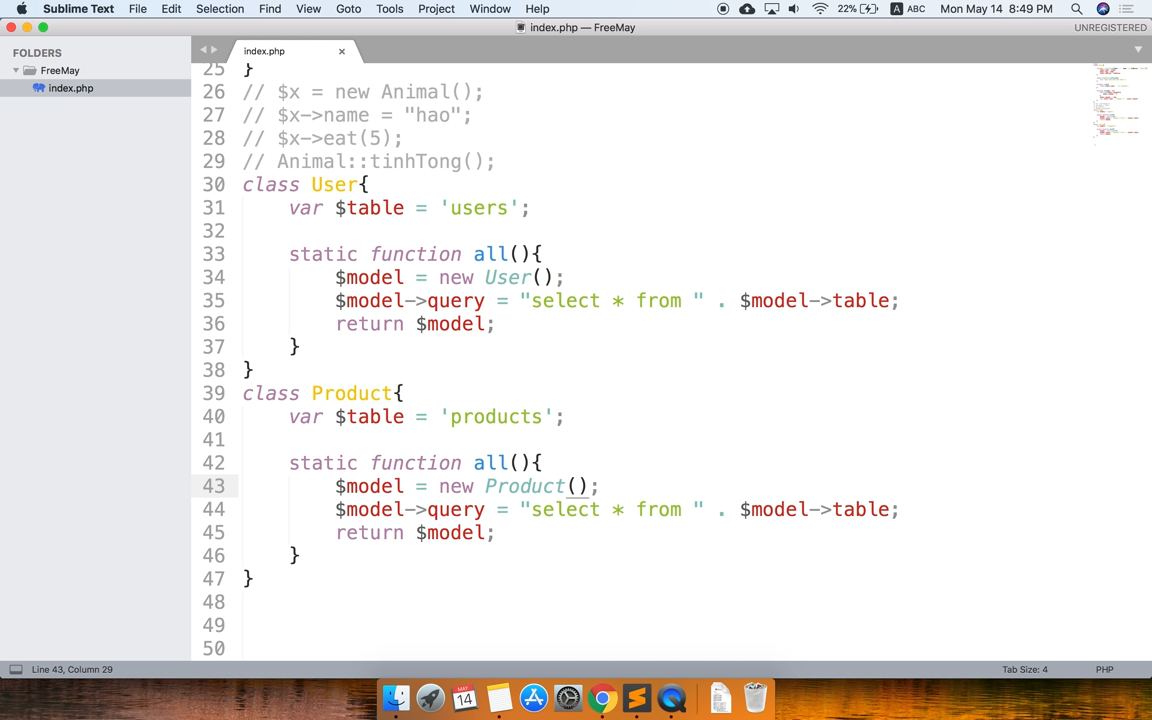 Sublime Text File Edit Selection Find View Goto Tools Project Window Help 22% A ABC Mon May 14 8:49 PM
index.php — FreeMay UNREGISTERED
FOLDERS
FreeMay
index.php
index.php ×
25 }
26 // $x = new Animal();
27 // $x->name = "hao";
28 // $x->eat(5);
29 // Animal::tinhTong();
30 class User{
31 var $table = 'users';
32
33 static function all(){
34 $model = new User();
35 $model->query = "select * from " . $model->table;
36 return $model;
37 }
38 }
39 class Product{
40 var $table = 'products';
41
42 static function all(){
43 $model = new Product();
44 $model->query = "select * from " . $model->table;
45 return $model;
46 }
47 }
48
49
50
Line 43, Column 29 Tab Size: 4 PHP
MAY
14